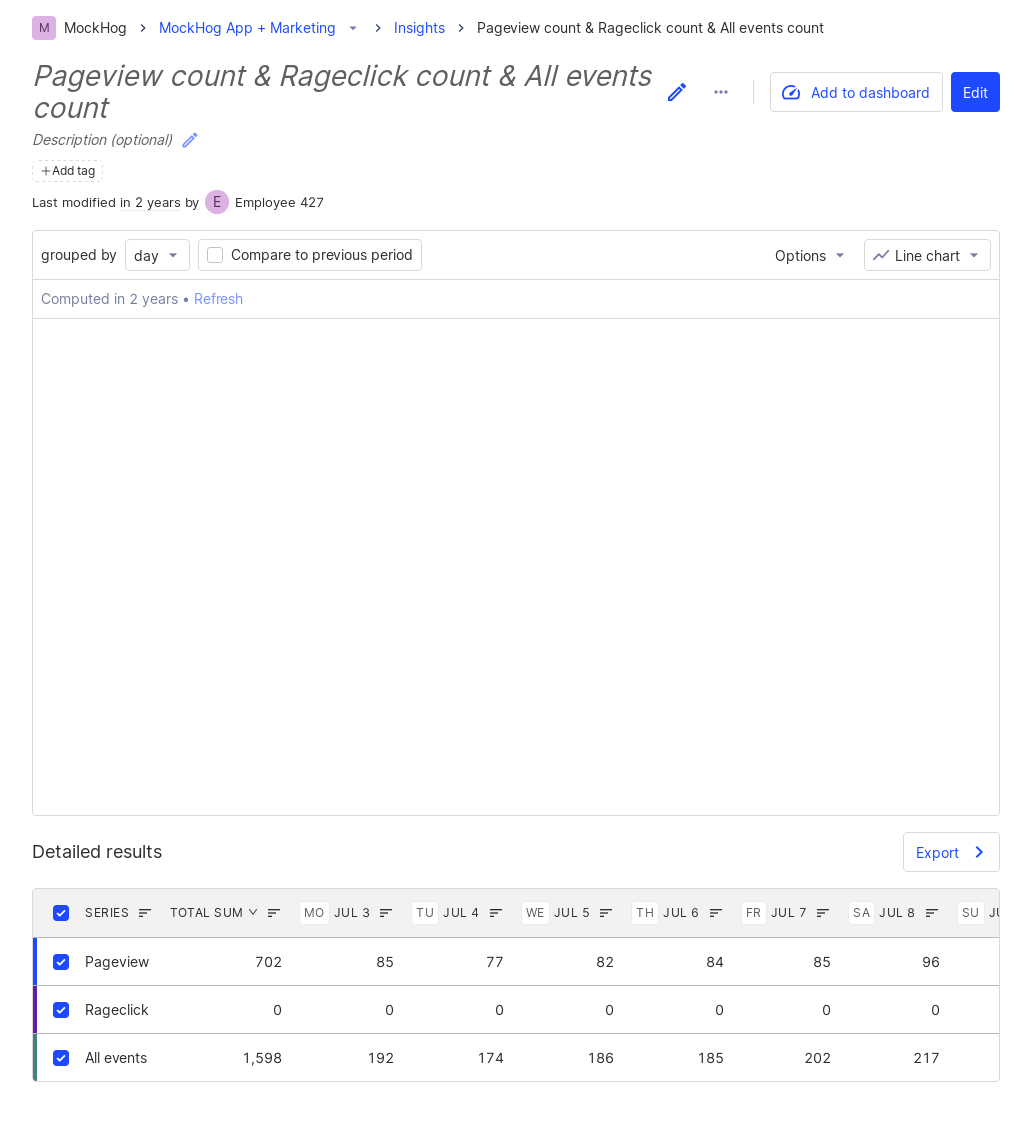 M MockHog MockHog App + Marketing Insights Pageview count & Rageclick count & All events count
Pageview count & Rageclick count & All events
count
Add to dashboard Edit
Description (optional)
Add tag
Last modified in 2 years by E Employee 427
grouped by day Compare to previous period Options Line chart
Computed in 2 years • Refresh
Detailed results Export
SERIES TOTAL SUM MO JUL 3 TU JUL 4 WE JUL 5 TH JUL 6 FR JUL 7 SA JUL 8 SU
Pageview 702 85 77 82 84 85 96
Rageclick 0 0 0 0 0 0 0
All events 1,598 192 174 186 185 202 217